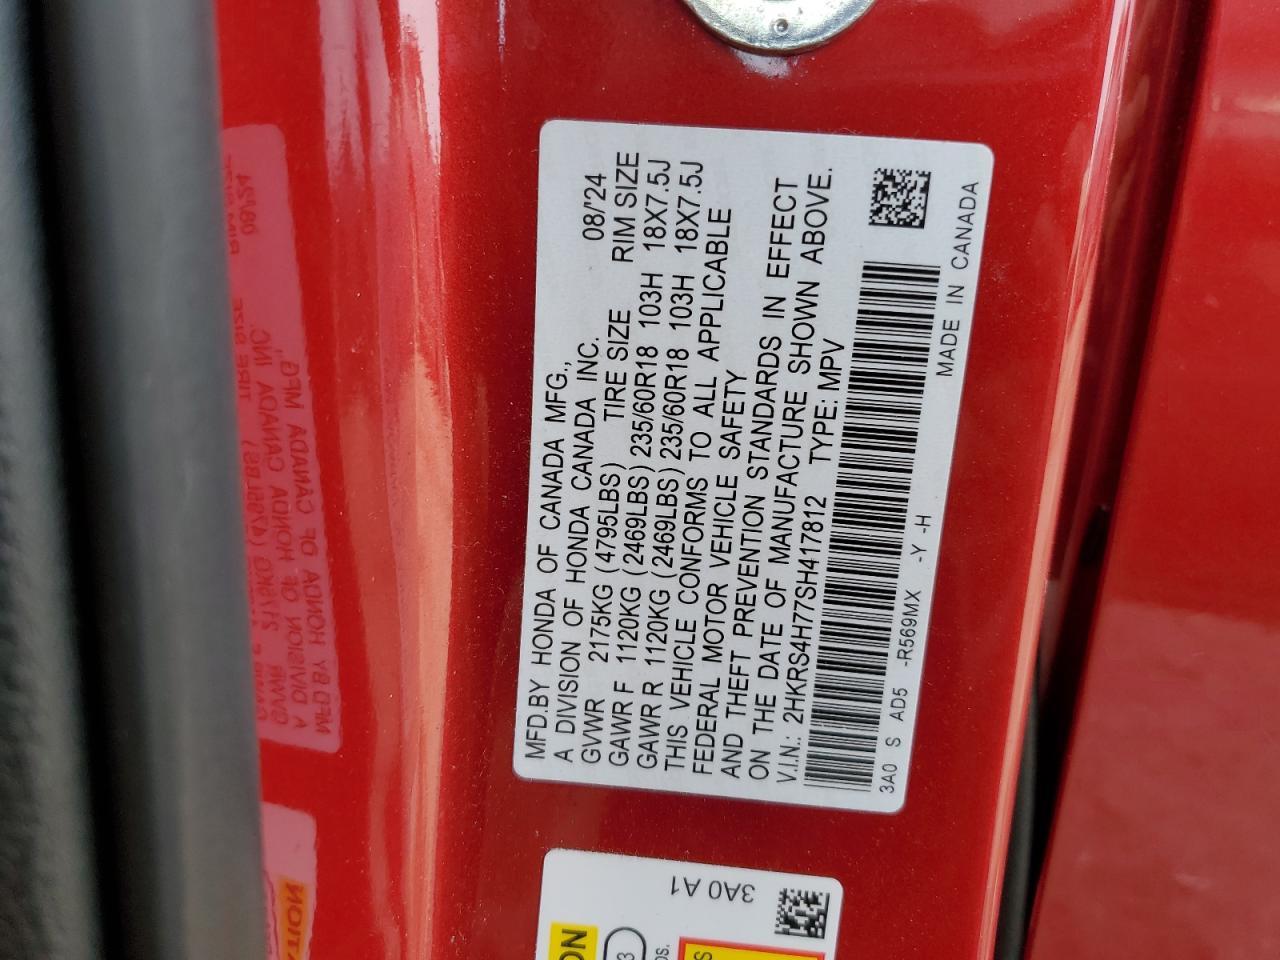 MFD.BY HONDA OF CANADA MFG.,
A DIVISION OF HONDA CANADA INC. 08/'24
GVWR 2175KG (4795LBS) TIRE SIZE RIM SIZE
GAWR F 1120KG (2469LBS) 235/60R18 103H 18X7.5J
GAWR R 1120KG (2469LBS) 235/60R18 103H 18X7.5J
THIS VEHICLE CONFORMS TO ALL APPLICABLE
FEDERAL MOTOR VEHICLE SAFETY
AND THEFT PREVENTION STANDARDS IN EFFECT
ON THE DATE OF MANUFACTURE SHOWN ABOVE.
V.I.N.: 2HKRS4H77SH417812 TYPE: MPV
3A0 S AD5 -R569MX -Y -H MADE IN CANADA
3A0 A1